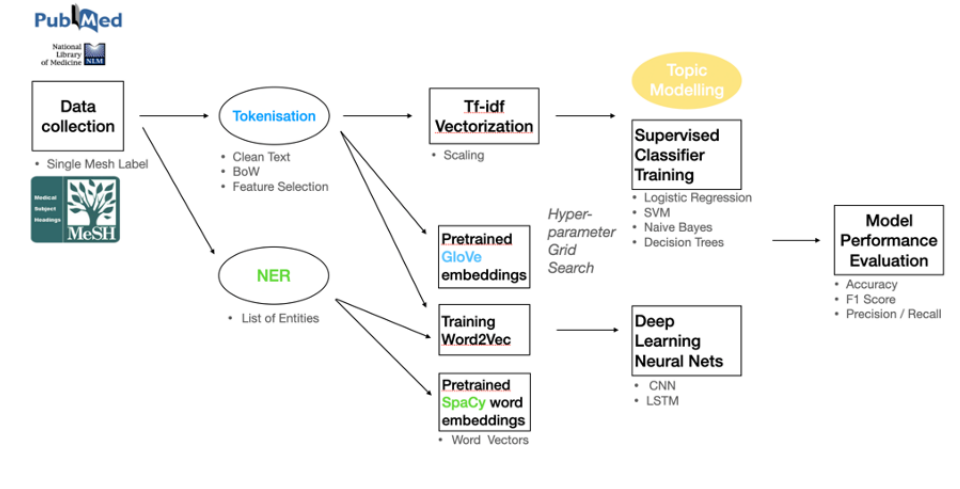 PubMed
National
Library
of Medicine
NLM
Data
collection
• Single Mesh Label
Medical
Subject
Headings
MeSH
Tokenisation
• Clean Text
• BoW
• Feature Selection
NER
• List of Entities
Tf-idf
Vectorization
• Scaling
Pretrained
GloVe
embeddings
Training
Word2Vec
Pretrained
SpaCy word
embeddings
• Word Vectors
Hyper-
parameter
Grid
Search
Topic
Modelling
Supervised
Classifier
Training
• Logistic Regression
• SVM
• Naive Bayes
• Decision Trees
Deep
Learning
Neural Nets
• CNN
• LSTM
Model
Performance
Evaluation
• Accuracy
• F1 Score
• Precision / Recall